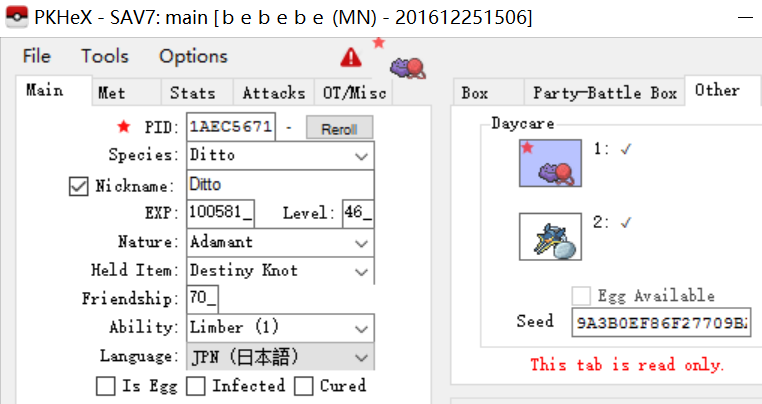 PKHeX - SAV7: main [ｂｅｂｅｂｅ (MN) - 201612251506]
File Tools Options
Main Met Stats Attacks OT/Misc
PID: 1AEC5671 - Reroll
Species: Ditto
Nickname: Ditto
EXP: 100581_ Level: 46_
Nature: Adamant
Held Item: Destiny Knot
Friendship: 70_
Ability: Limber (1)
Language: JPN (日本語)
Is Egg Infected Cured
Box Party-Battle Box Other
Daycare
1: ✓
2: ✓
Egg Available
Seed 9A3B0EF86F27709B
This tab is read only.